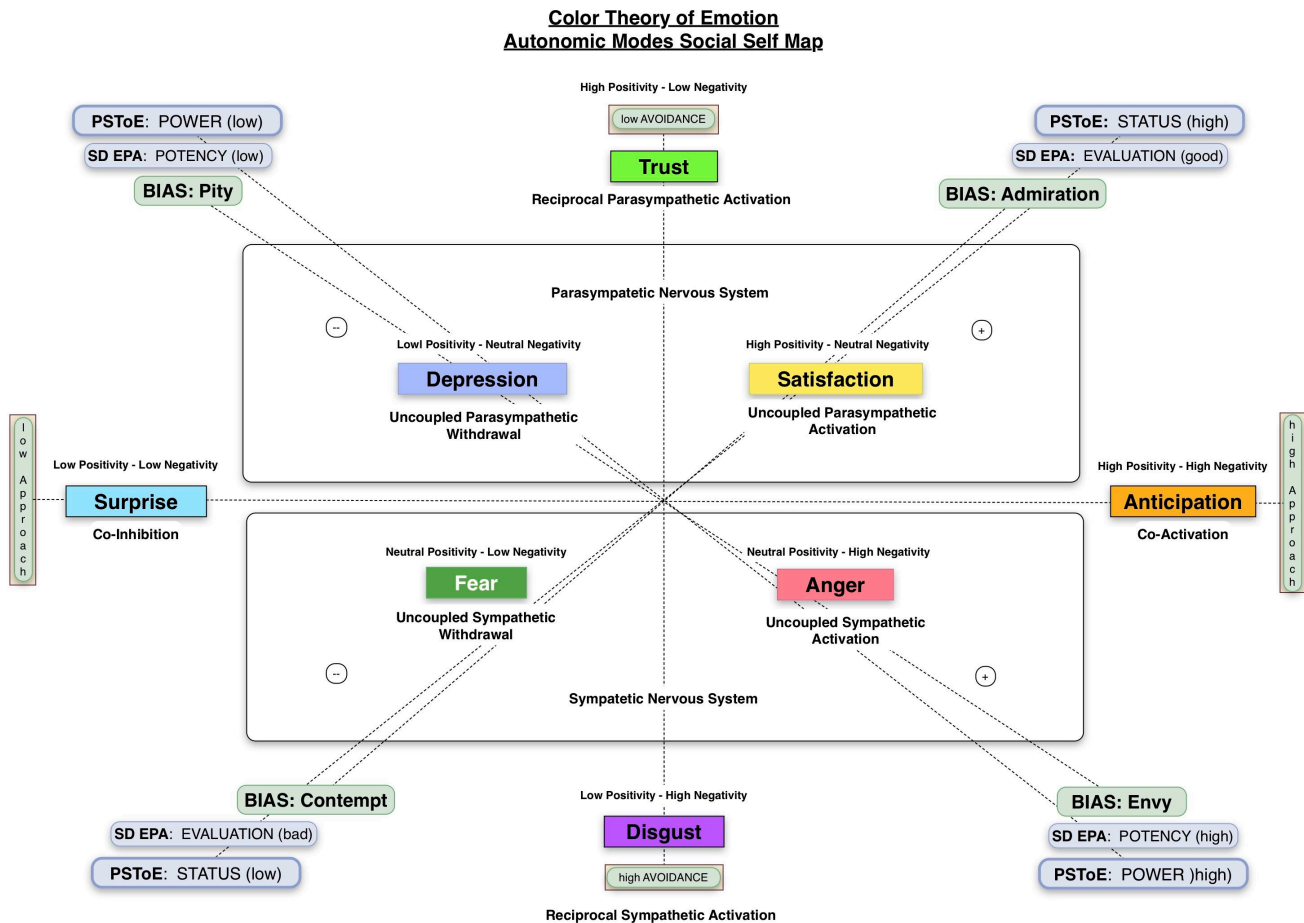 Color Theory of Emotion
Autonomic Modes Social Self Map
High Positivity - Low Negativity
low AVOIDANCE
Trust
Reciprocal Parasympathetic Activation
PSToE: POWER (low)
SD EPA: POTENCY (low)
BIAS: Pity
PSToE: STATUS (high)
SD EPA: EVALUATION (good)
BIAS: Admiration
Parasympatetic Nervous System
--
+
Lowl Positivity - Neutral Negativity
Depression
Uncoupled Parasympathetic
Withdrawal
High Positivity - Neutral Negativity
Satisfaction
Uncoupled Parasympathetic
Activation
low Approach
Low Positivity - Low Negativity
Surprise
Co-Inhibition
High Positivity - High Negativity
Anticipation
Co-Activation
high Approach
Neutral Positivity - Low Negativity
Fear
Uncoupled Sympathetic
Withdrawal
Neutral Positivity - High Negativity
Anger
Uncoupled Sympathetic
Activation
--
+
Sympatetic Nervous System
BIAS: Contempt
SD EPA: EVALUATION (bad)
PSToE: STATUS (low)
Low Positivity - High Negativity
Disgust
high AVOIDANCE
Reciprocal Sympathetic Activation
BIAS: Envy
SD EPA: POTENCY (high)
PSToE: POWER )high)